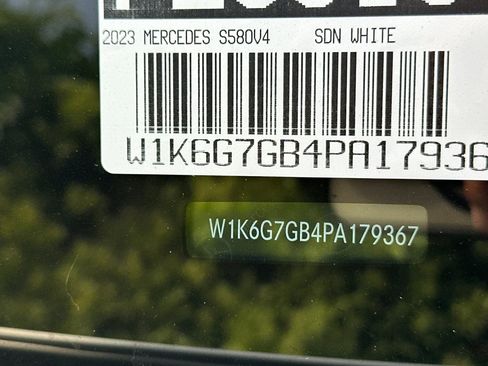 2023 MERCEDES S580V4 SDN WHITE
W1K6G7GB4PA17936
W1K6G7GB4PA179367